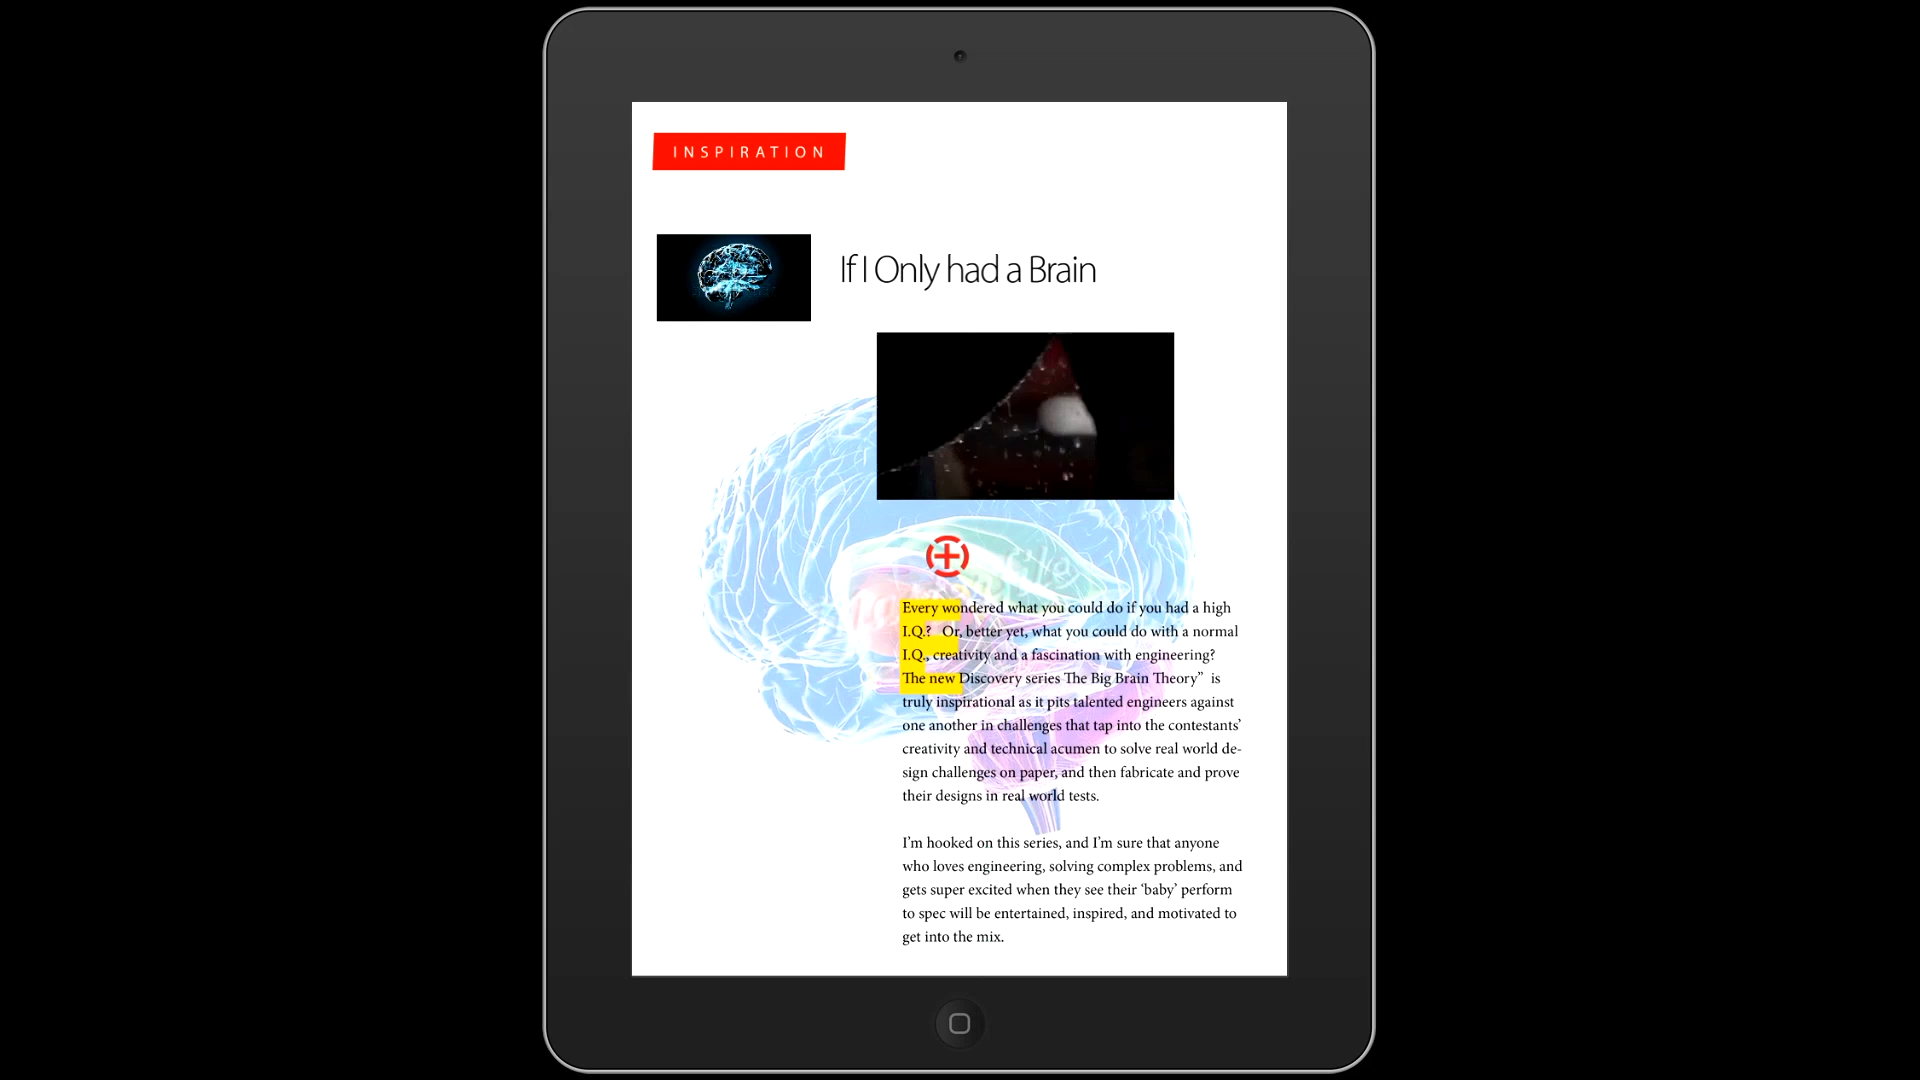 INSPIRATION
If I Only had a Brain
Every wondered what you could do if you had a high
I.Q.? Or, better yet, what you could do with a normal
I.Q., creativity and a fascination with engineering?
The new Discovery series The Big Brain Theory” is
truly inspirational as it pits talented engineers against
one another in challenges that tap into the contestants’
creativity and technical acumen to solve real world de-
sign challenges on paper, and then fabricate and prove
their designs in real world tests.
I’m hooked on this series, and I’m sure that anyone
who loves engineering, solving complex problems, and
gets super excited when they see their ‘baby’ perform
to spec will be entertained, inspired, and motivated to
get into the mix.